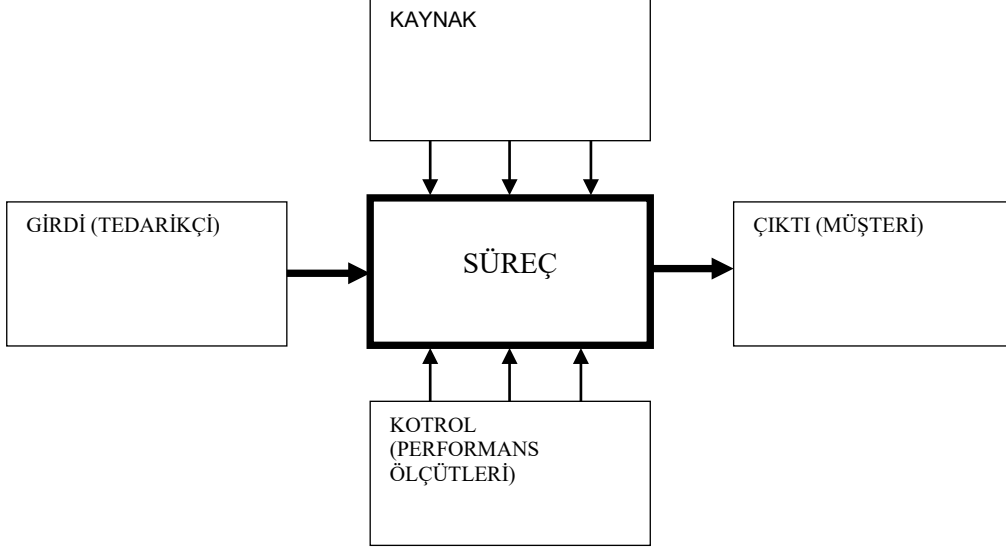 KAYNAK
GİRDİ (TEDARİKÇİ)
SÜREÇ
ÇIKTI (MÜŞTERİ)
KOTROL
(PERFORMANS
ÖLÇÜTLERİ)